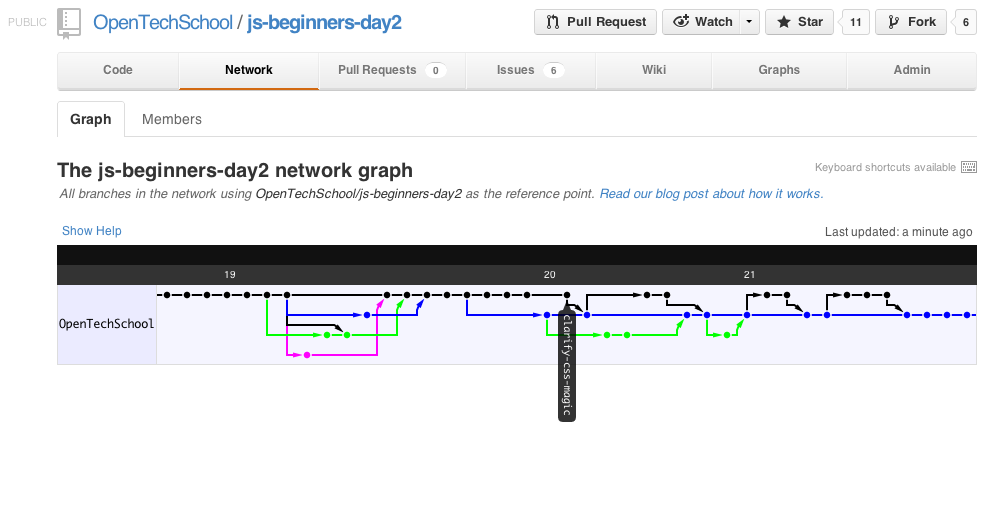 PUBLIC OpenTechSchool / js-beginners-day2 Pull Request Watch Star 11 Fork 6
Code Network Pull Requests 0 Issues 6 Wiki Graphs Admin
Graph Members
The js-beginners-day2 network graph Keyboard shortcuts available
All branches in the network using OpenTechSchool/js-beginners-day2 as the reference point. Read our blog post about how it works.
Show Help Last updated: a minute ago
19 20 21
OpenTechSchool
clarify-css-magic